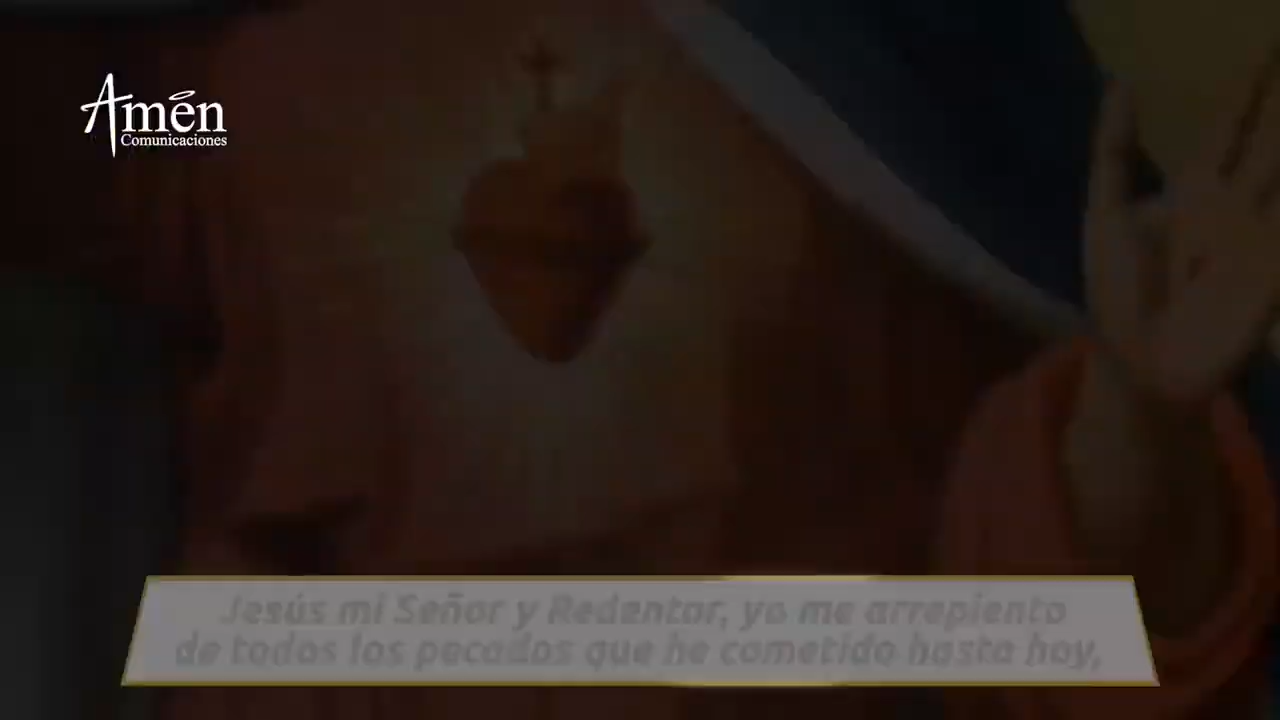 Amén
Comunicaciones
Jesús mi Señor y Redentor, yo me arrepiento
de todos los pecados que he cometido hasta hoy,